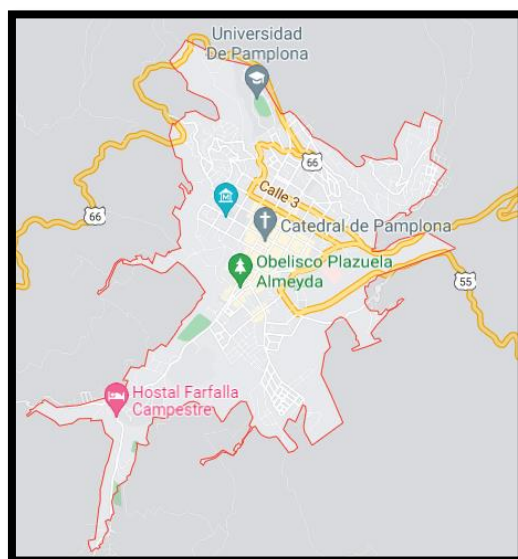 Universidad
De Pamplona
66
Calle 3
66
Catedral de Pamplona
Obelisco Plazuela
Almeyda
55
Hostal Farfalla
Campestre